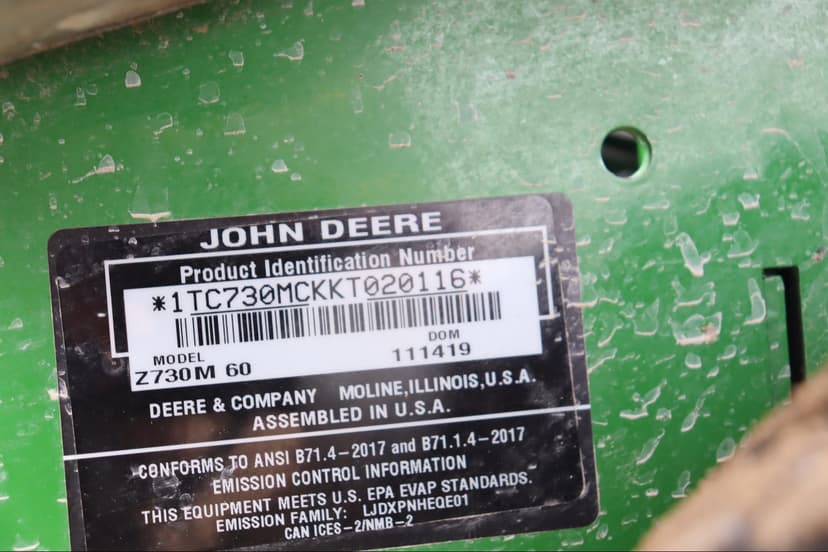 JOHN DEERE
Product Identification Number
*1TC730MCKKT020116*
MODEL DOM
Z730M 60 111419
DEERE & COMPANY MOLINE, ILLINOIS, U.S.A.
ASSEMBLED IN U.S.A.
CONFORMS TO ANSI B71.4-2017 and B71.1.4-2017
EMISSION CONTROL INFORMATION
THIS EQUIPMENT MEETS U.S. EPA EVAP STANDARDS.
EMISSION FAMILY: LJDXPNHEQE01
CAN ICES-2/NMB-2